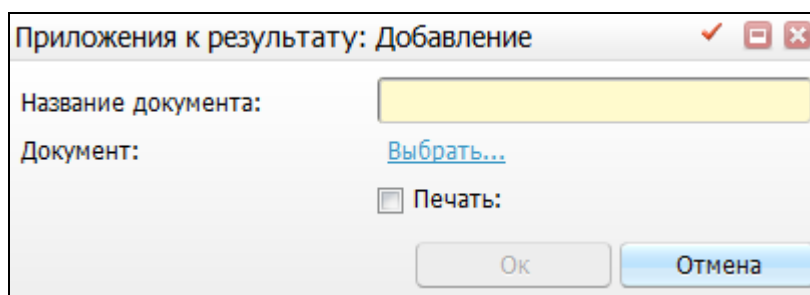 Приложения к результату: Добавление
Название документа:
Документ: Выбрать...
Печать:
Ок Отмена